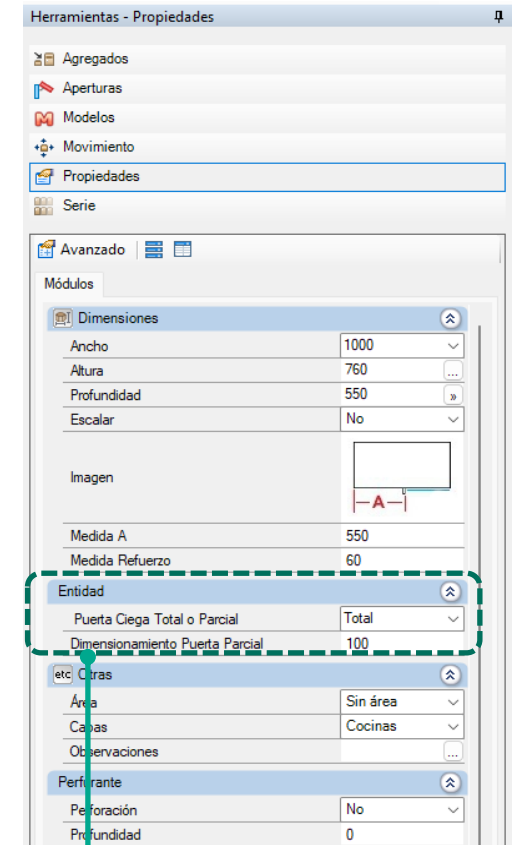 Herramientas - Propiedades
Agregados
Aperturas
Modelos
Movimiento
Propiedades
Serie
Avanzado
Módulos
Dimensiones
Ancho 1000
Altura 760 ...
Profundidad 550 »
Escalar No
Imagen
A
Medida A 550
Medida Refuerzo 60
Entidad
Puerta Ciega Total o Parcial Total
Dimensionamiento Puerta Parcial 100
etc Otras
Área Sin área
Capas Cocinas
Observaciones ...
Perforante
Perforación No
Profundidad 0